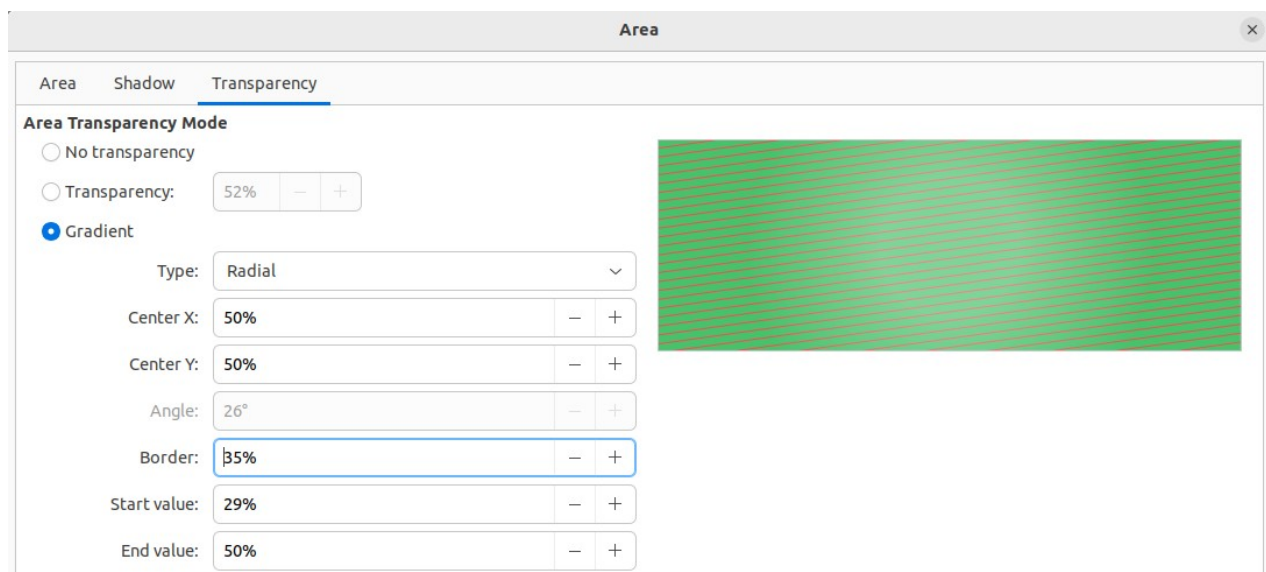 Area
Area Shadow Transparency
Area Transparency Mode
No transparency
Transparency: 52%
Gradient
Type: Radial
Center X: 50%
Center Y: 50%
Angle: 26°
Border: 35%
Start value: 29%
End value: 50%